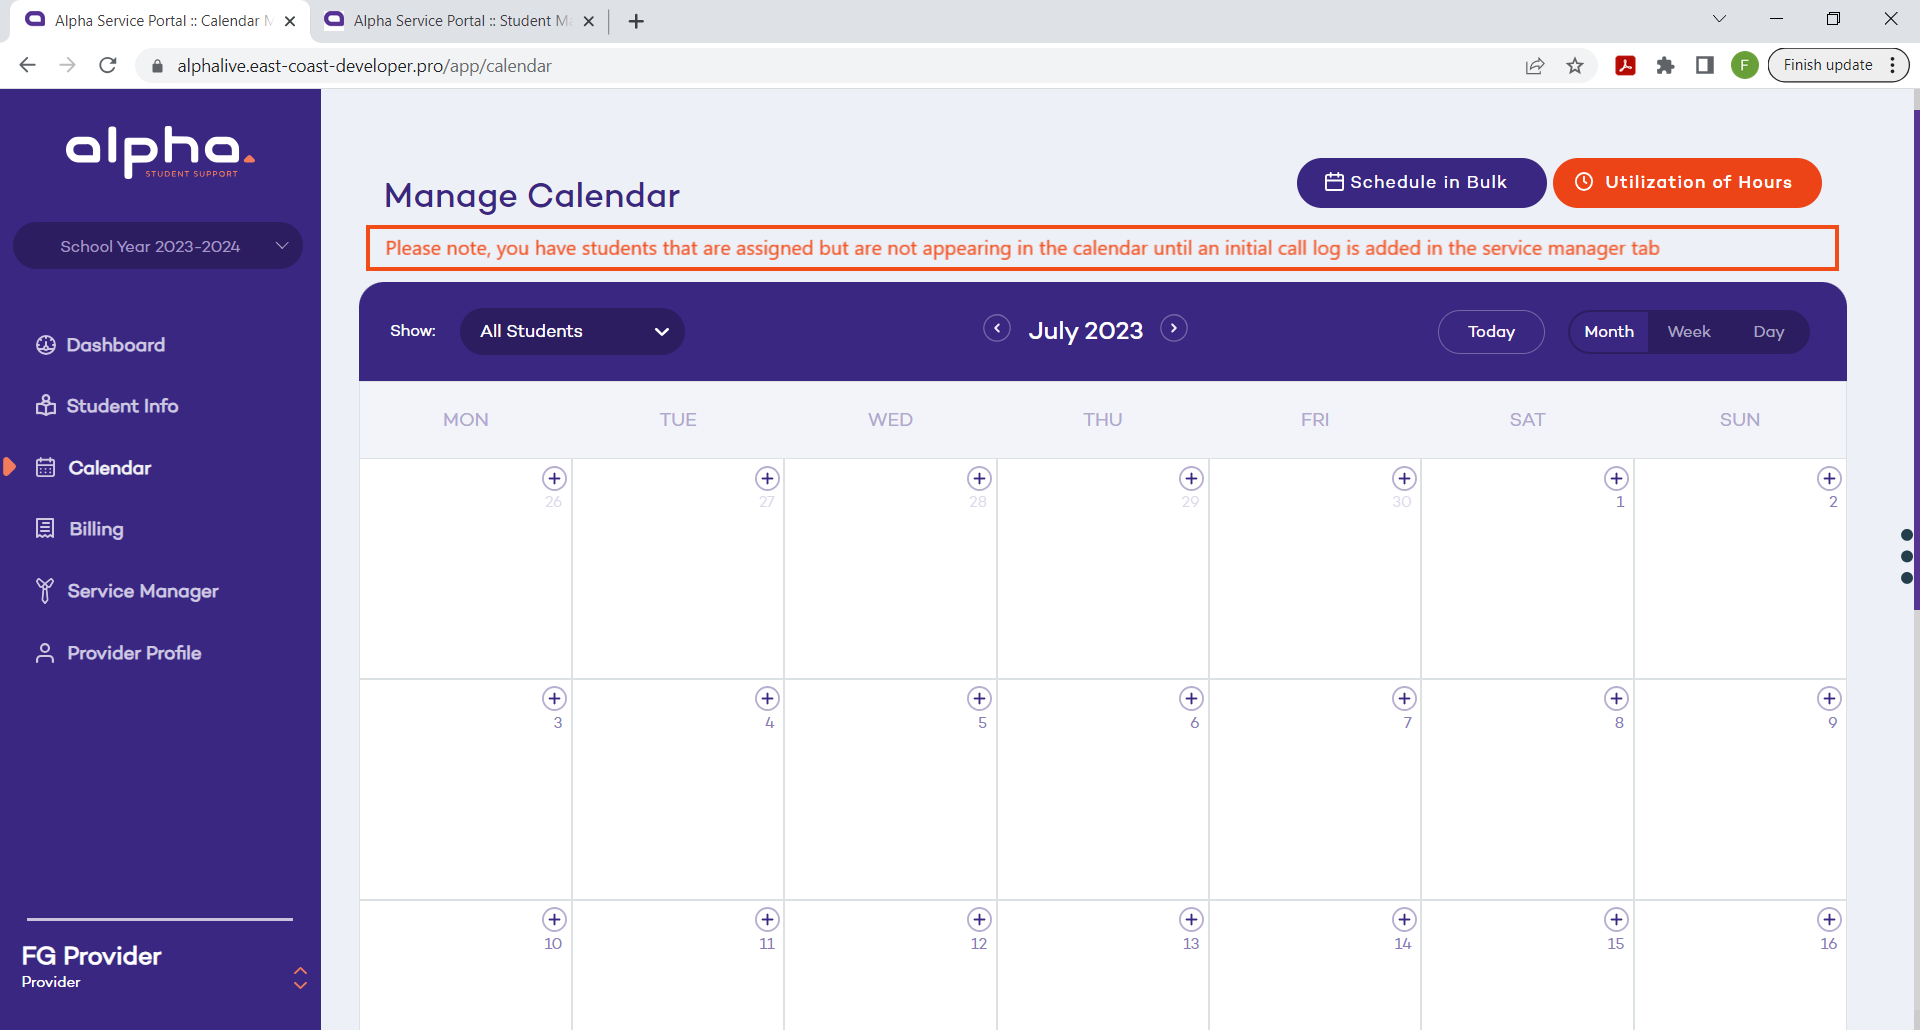 Alpha Service Portal :: Calendar M
Alpha Service Portal :: Student Ma
alphalive.east-coast-developer.pro/app/calendar
F
Finish update
alpha.
STUDENT SUPPORT
School Year 2023-2024
Dashboard
Student Info
Calendar
Billing
Service Manager
Provider Profile
FG Provider
Provider
Manage Calendar
Schedule in Bulk
Utilization of Hours
Please note, you have students that are assigned but are not appearing in the calendar until an initial call log is added in the service manager tab
Show: All Students
July 2023
Today
Month Week Day
MON TUE WED THU FRI SAT SUN
26 27 28 29 30 1 2
3 4 5 6 7 8 9
10 11 12 13 14 15 16